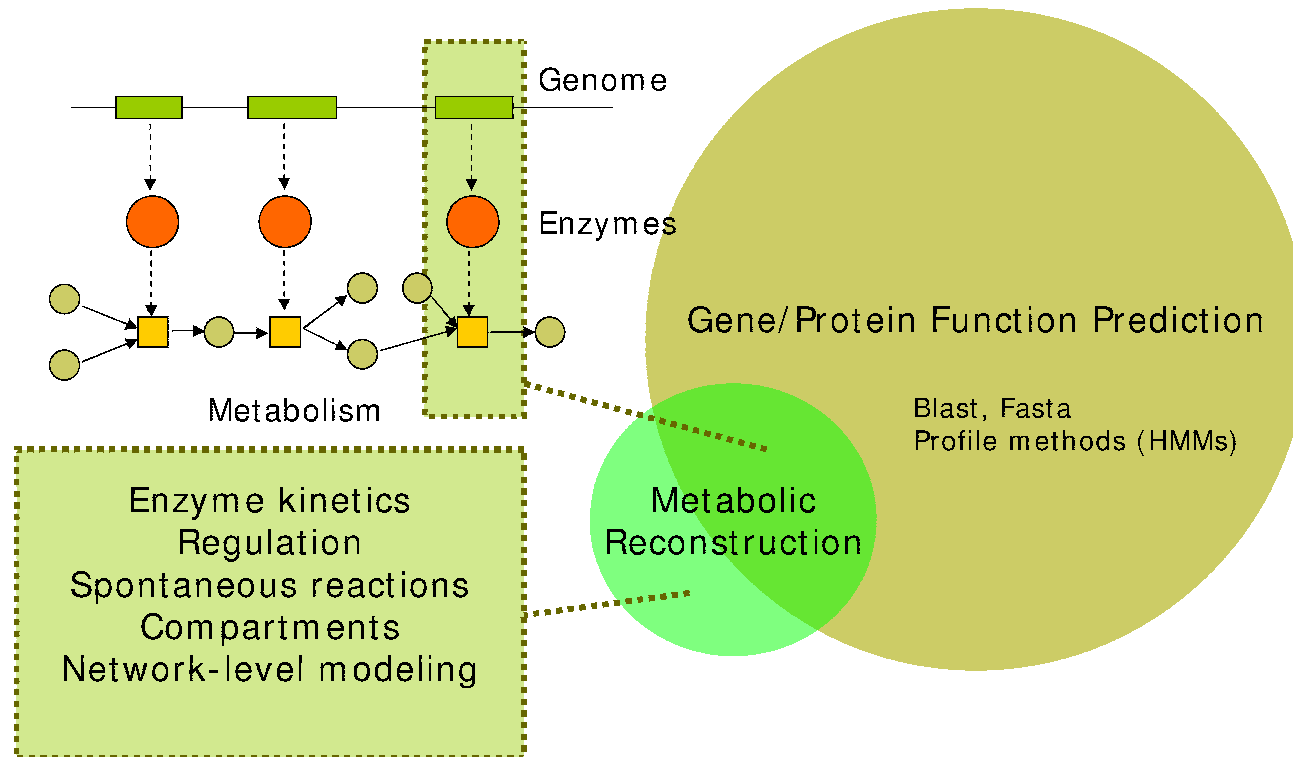 Genome
Enzymes
Metabolism
Gene/Protein Function Prediction
Blast, Fasta
Profile methods (HMMs)
Metabolic
Reconstruction
Enzyme kinetics
Regulation
Spontaneous reactions
Compartments
Network-level modeling